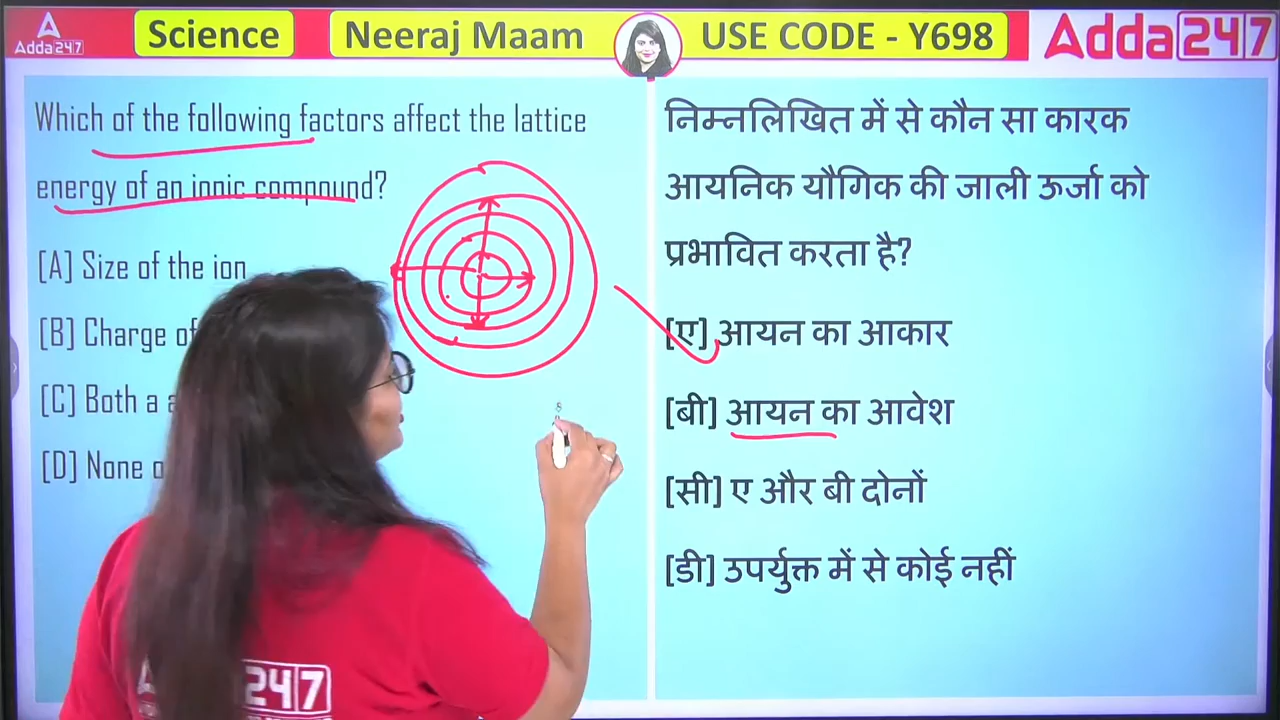 Adda247
Science
Neeraj Maam
USE CODE - Y698
Adda247
Which of the following factors affect the lattice
energy of an ionic compound?
[A] Size of the ion
[B] Charge of
[C] Both a
[D] None
निम्नलिखित में से कौन सा कारक
आयनिक यौगिक की जाली ऊर्जा को
प्रभावित करता है?
[ए] आयन का आकार
[बी] आयन का आवेश
[सी] ए और बी दोनों
[डी] उपर्युक्त में से कोई नहीं
247